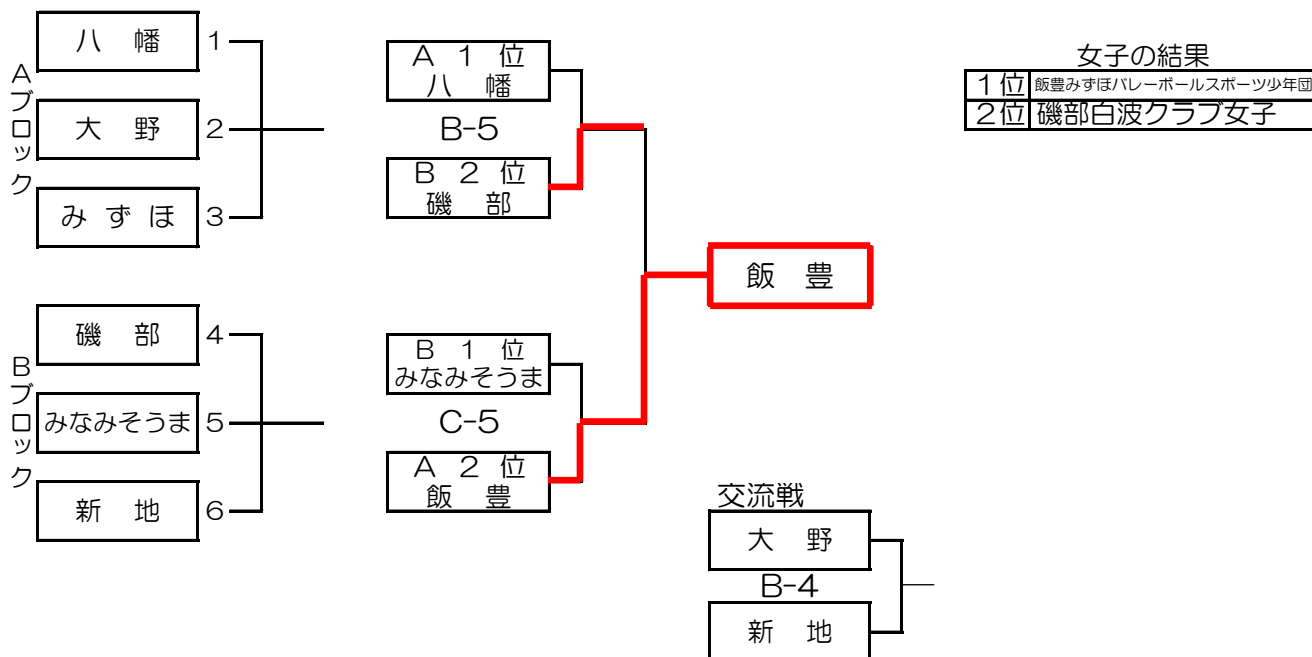 Aブロック
八 幡 1
大 野 2
みずほ 3
Bブロック
磯 部 4
みなみそうま 5
新 地 6
A 1 位
八 幡
B-5
B 2 位
磯 部
B 1 位
みなみそうま
C-5
A 2 位
飯 豊
飯 豊
交流戦
大 野
B-4
新 地
女子の結果
1位 飯豊みずほバレーボールスポーツ少年団
2位 磯部白波クラブ女子